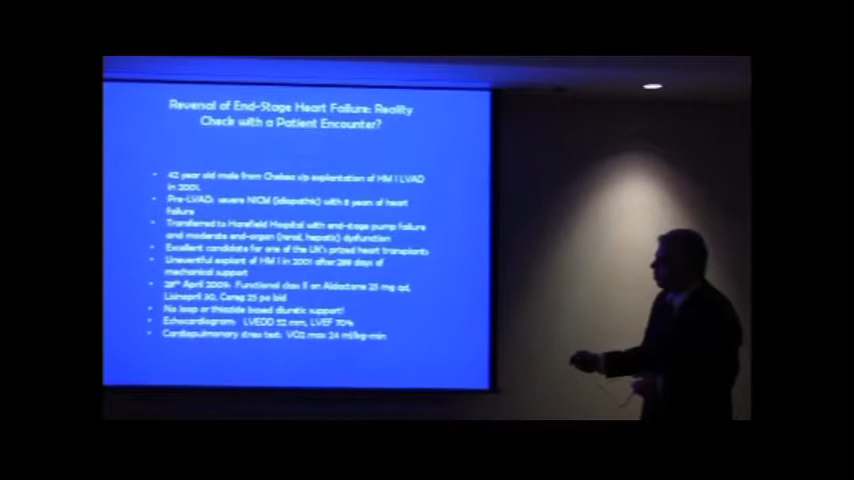 Reversal of End-Stage Heart Failure: Reality
Check with a Patient Encounter?
• 42 year old male from Chelsea s/p explantation of HM I LVAD
in 2001.
• Pre-LVAD: severe NICM (idiopathic) with 8 years of heart
failure
• Transferred to Harefield Hospital with end-stage pump failure
and moderate end-organ (renal, hepatic) dysfunction
• Excellent candidate for one of the UK's prized heart transplants
• Uneventful explant of HM I in 2001 after days of
mechanical support
• 28th April 2009: Functional class II on Aldactone 25 mg qd,
Lisinopril 30, Coreg 25 po bid
• No loop or thiazide based diuretic support!
• Echocardiogram: LVEDD 52 mm, LVEF 70%
• Cardiopulmonary stress test: VO2 max 24 ml/kg-min